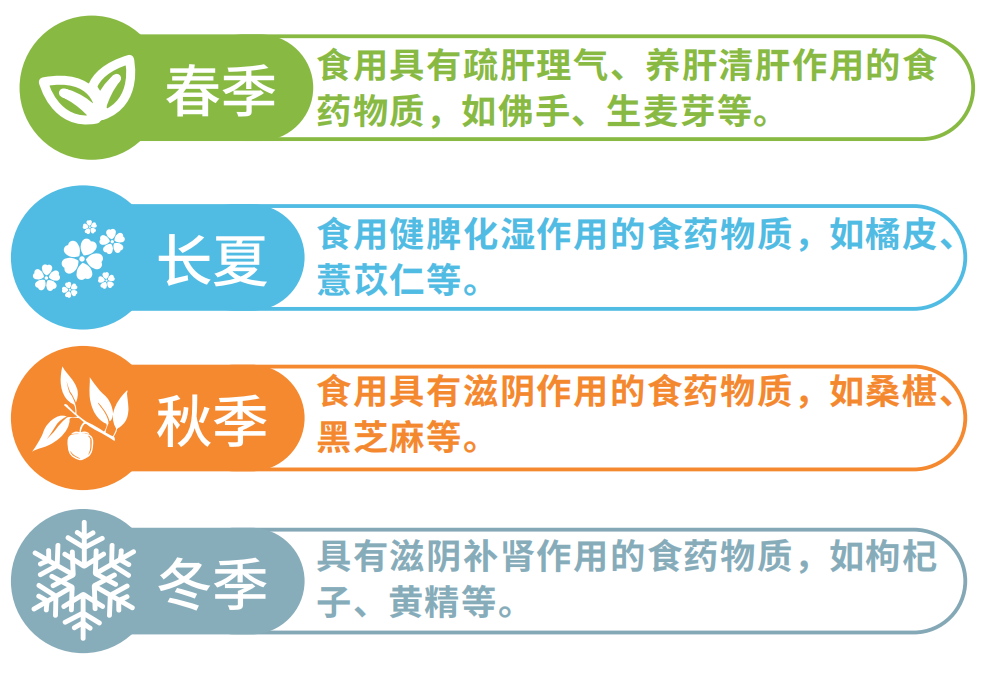 春季
食用具有疏肝理气、养肝清肝作用的食
药物质，如佛手、生麦芽等。
长夏
食用健脾化湿作用的食药物质，如橘皮、
薏苡仁等。
秋季
食用具有滋阴作用的食药物质，如桑椹、
黑芝麻等。
冬季
具有滋阴补肾作用的食药物质，如枸杞
子、黄精等。